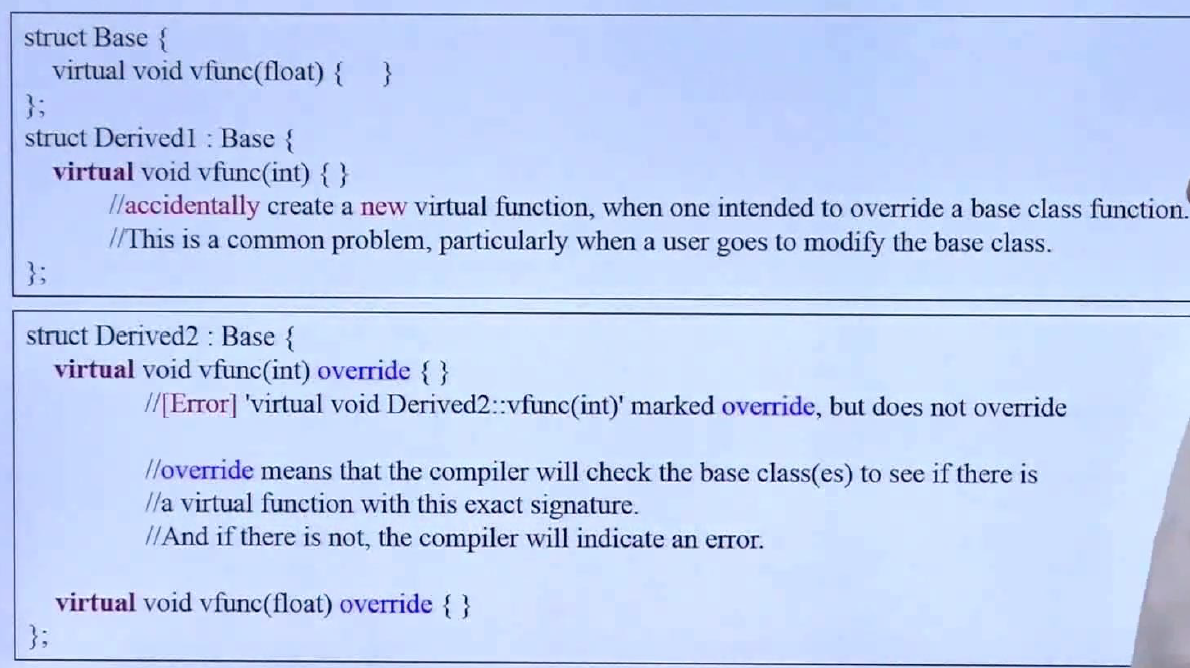 struct Base {
virtual void vfunc(float) { }
};
struct Derived1 : Base {
virtual void vfunc(int) { }
//accidentally create a new virtual function, when one intended to override a base class function.
//This is a common problem, particularly when a user goes to modify the base class.
};
struct Derived2 : Base {
virtual void vfunc(int) override { }
//[Error] 'virtual void Derived2::vfunc(int)' marked override, but does not override
//override means that the compiler will check the base class(es) to see if there is
//a virtual function with this exact signature.
//And if there is not, the compiler will indicate an error.
virtual void vfunc(float) override { }
};